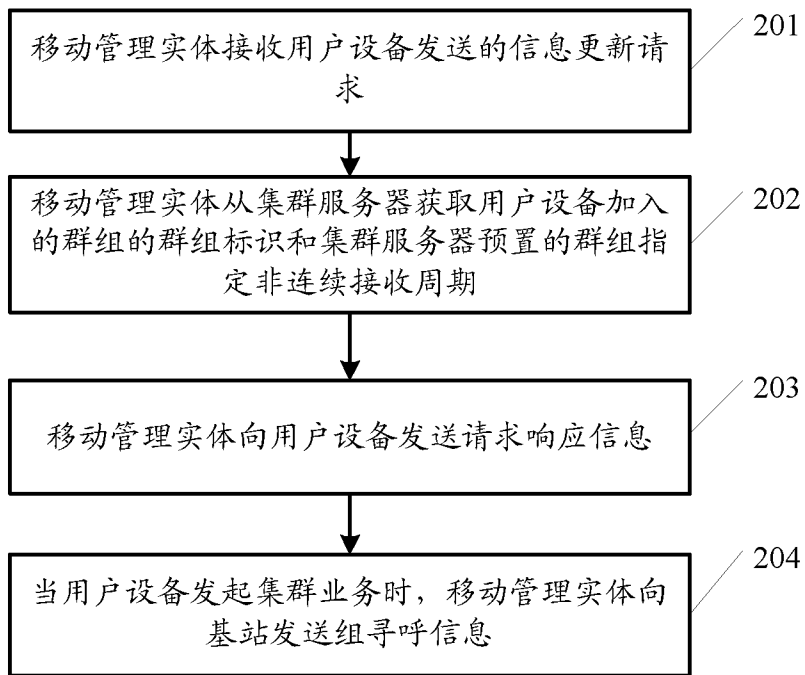 移动管理实体接收用户设备发送的信息更新请
求
201
移动管理实体从集群服务器获取用户设备加入
的群组的群组标识和集群服务器预置的群组指
定非连续接收周期
202
移动管理实体向用户设备发送请求响应信息
203
当用户设备发起集群业务时，移动管理实体向
基站发送组寻呼信息
204